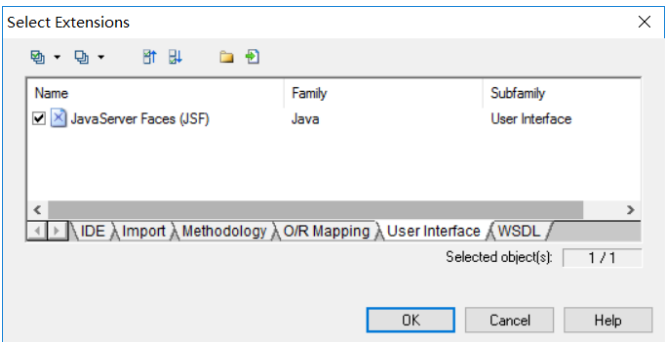 Select Extensions
Name Family Subfamily
JavaServer Faces (JSF) Java User Interface
IDE Import Methodology O/R Mapping User Interface WSDL
Selected object(s): 1 / 1
OK Cancel Help